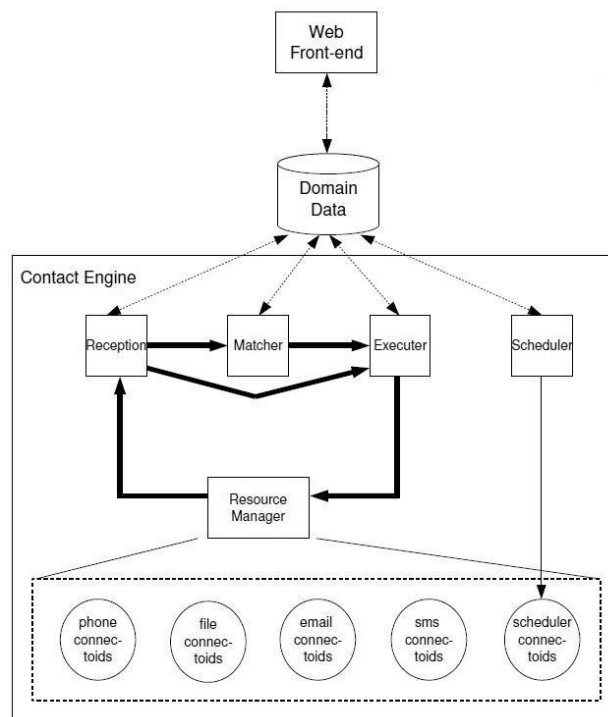 Web
Front-end
Domain
Data
Contact Engine
Reception
Matcher
Executer
Scheduler
Resource
Manager
phone
connec-
toids
file
connec-
toids
email
connec-
toids
sms
connec-
toids
scheduler
connec-
toids